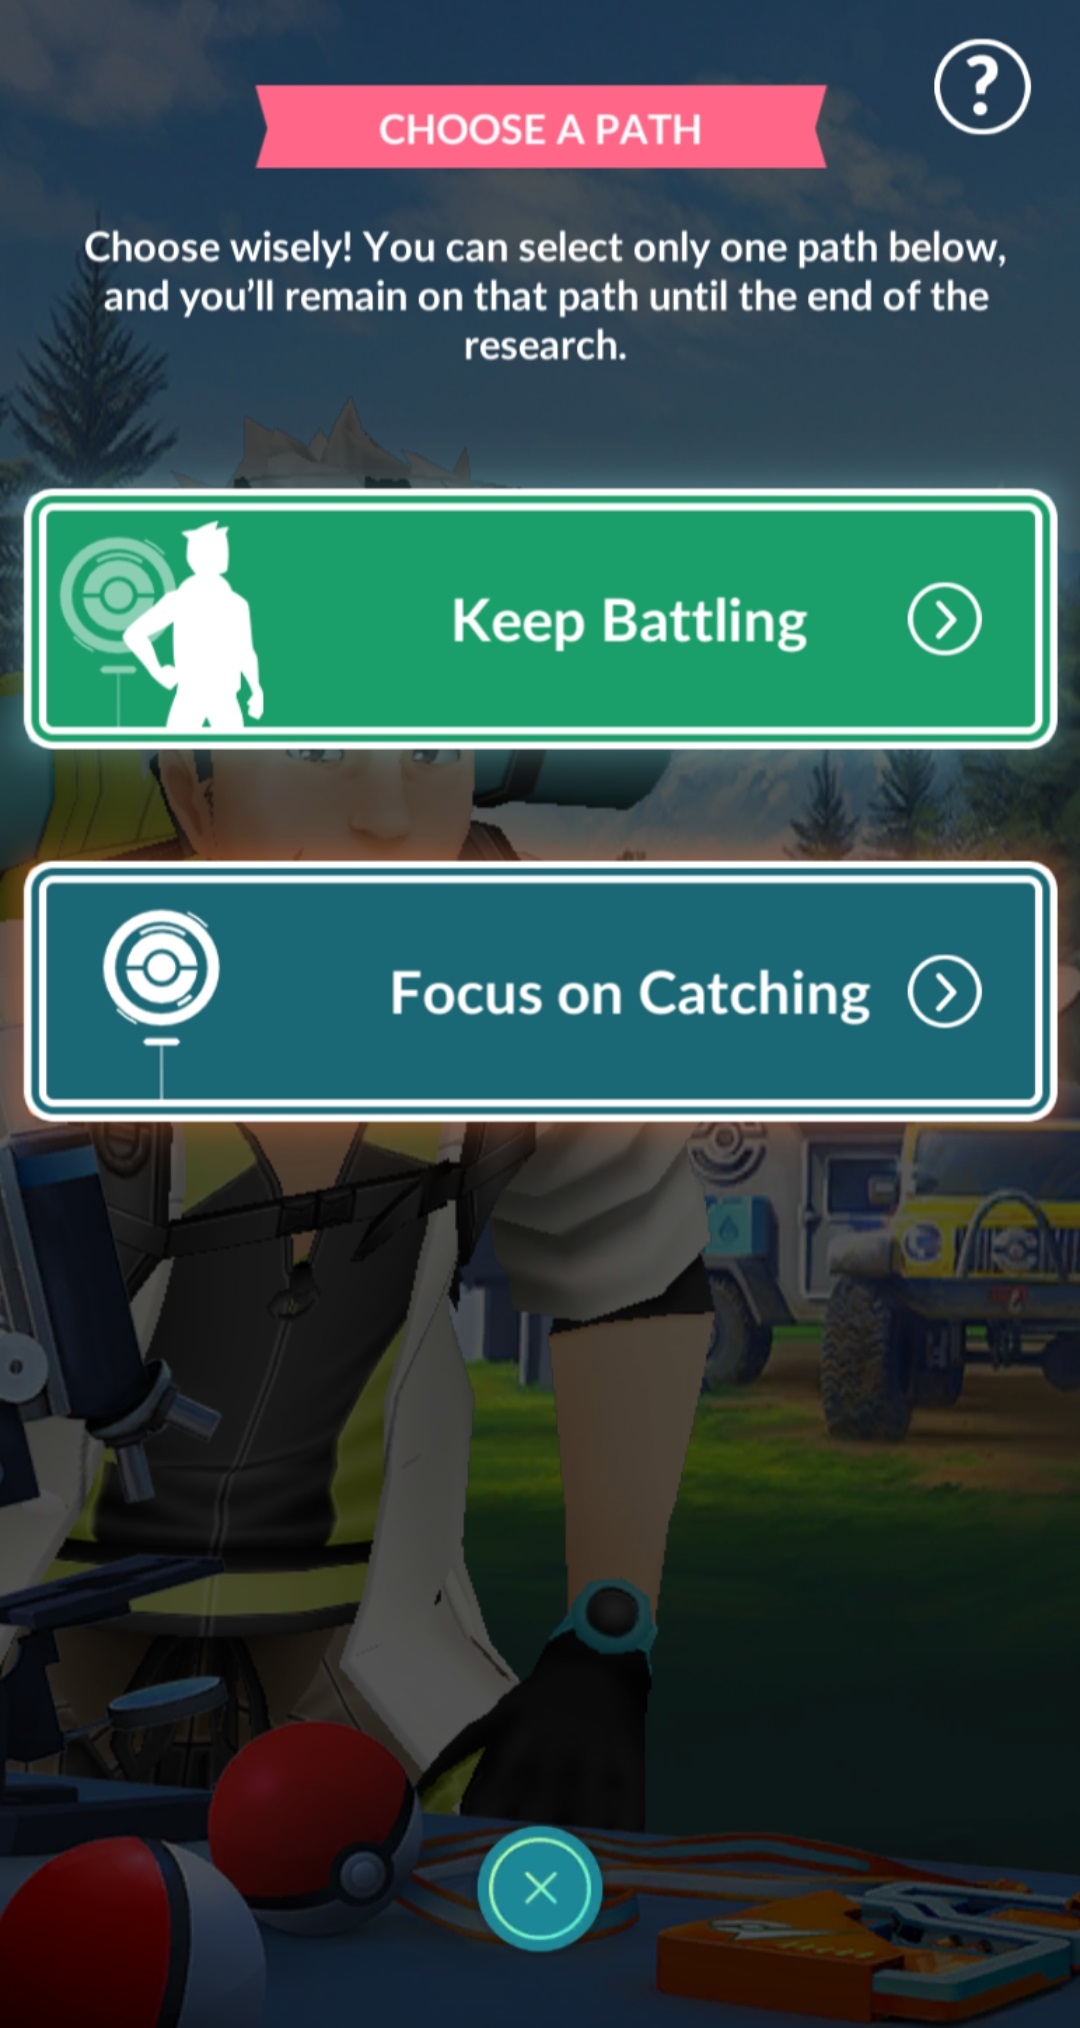 ?
CHOOSE A PATH
Choose wisely! You can select only one path below,
and you’ll remain on that path until the end of the
research.
Keep Battling
Focus on Catching